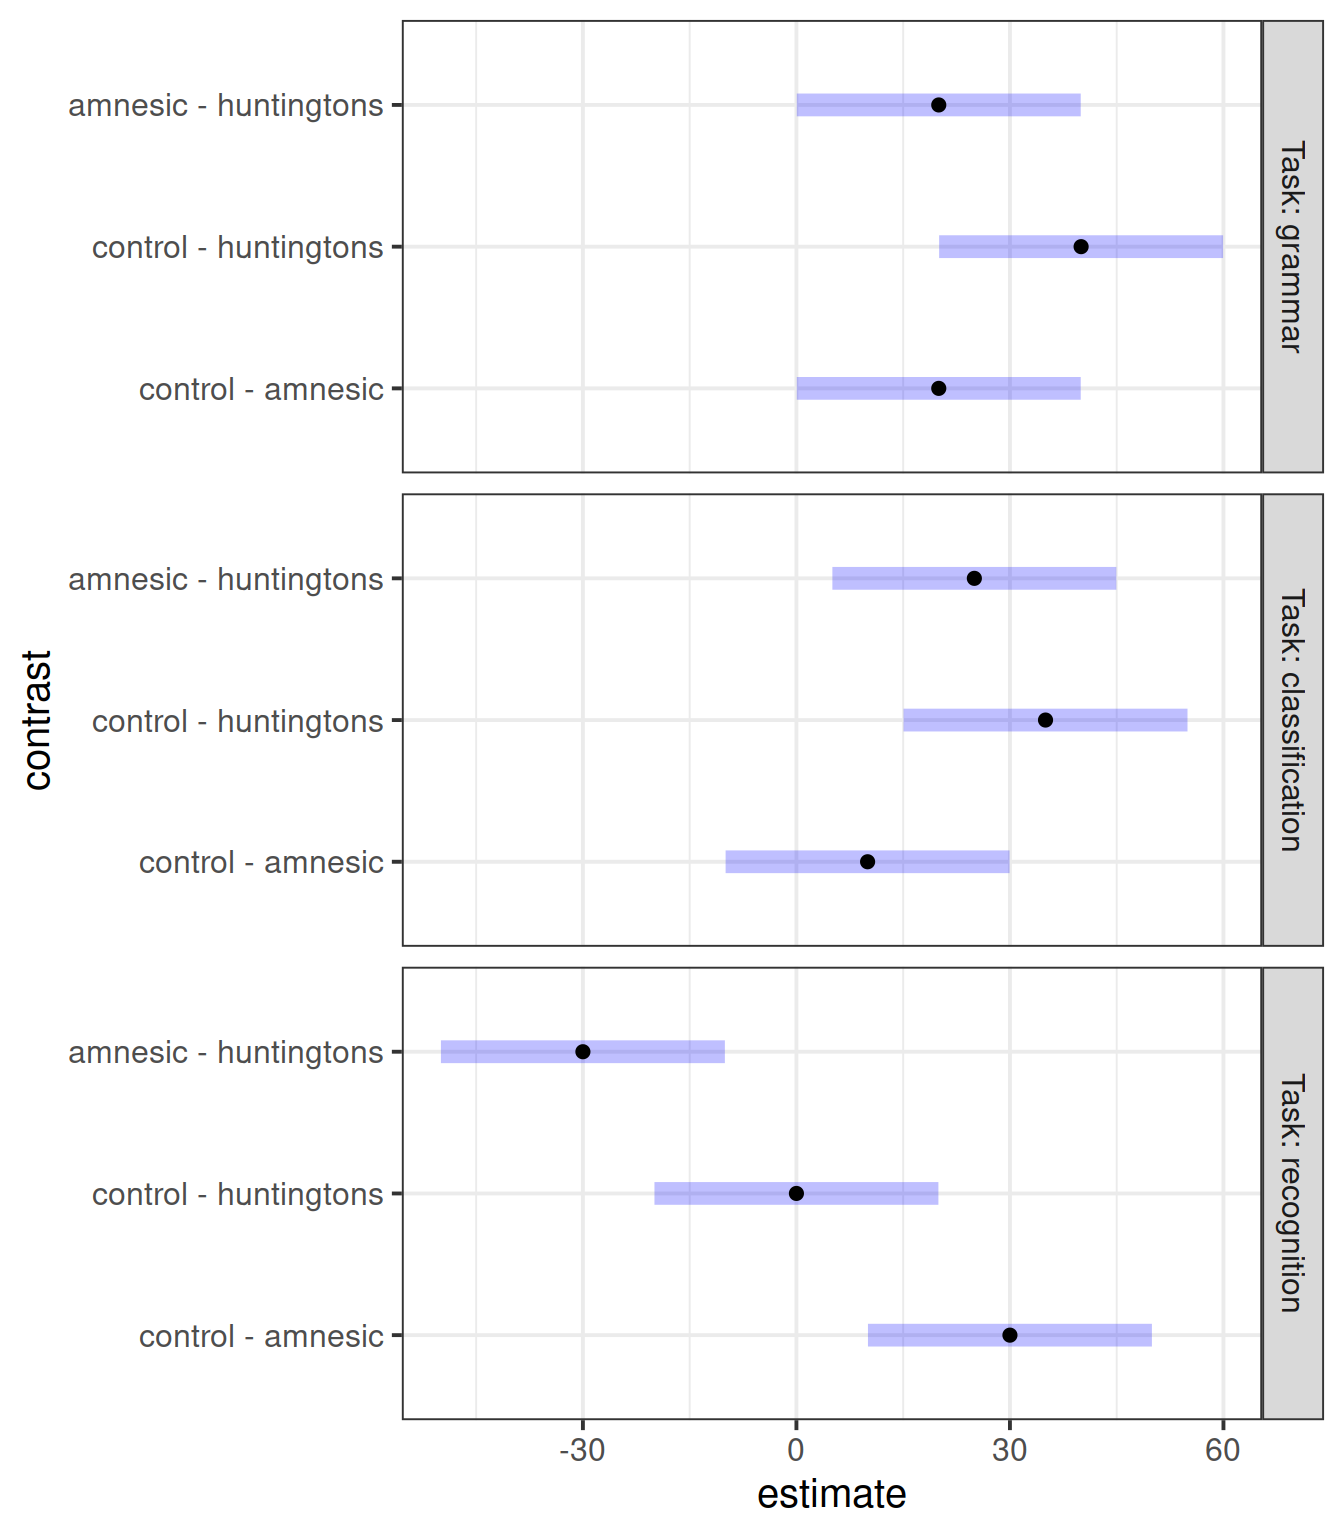 amnesic - huntingtons
control - huntingtons
control - amnesic
Task: grammar
amnesic - huntingtons
control - huntingtons
control - amnesic
Task: classification
contrast
amnesic - huntingtons
control - huntingtons
control - amnesic
Task: recognition
-30 0 30 60
estimate